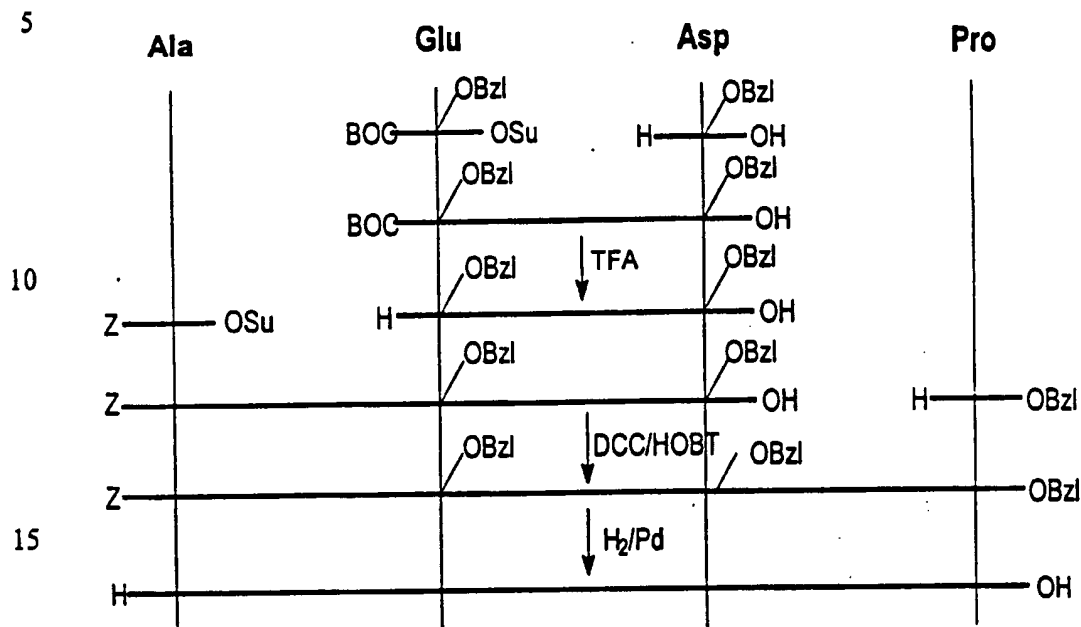 5
Ala Glu Asp Pro
OBzl OBzl
BOC OSu H OH
OBzl OBzl
BOC OH
TFA
10
OBzl OBzl
Z OSu H OH
OBzl OBzl
Z OH H OBzl
DCC/HOBT
OBzl OBzl
Z OBzl
15
H₂/Pd
H OH